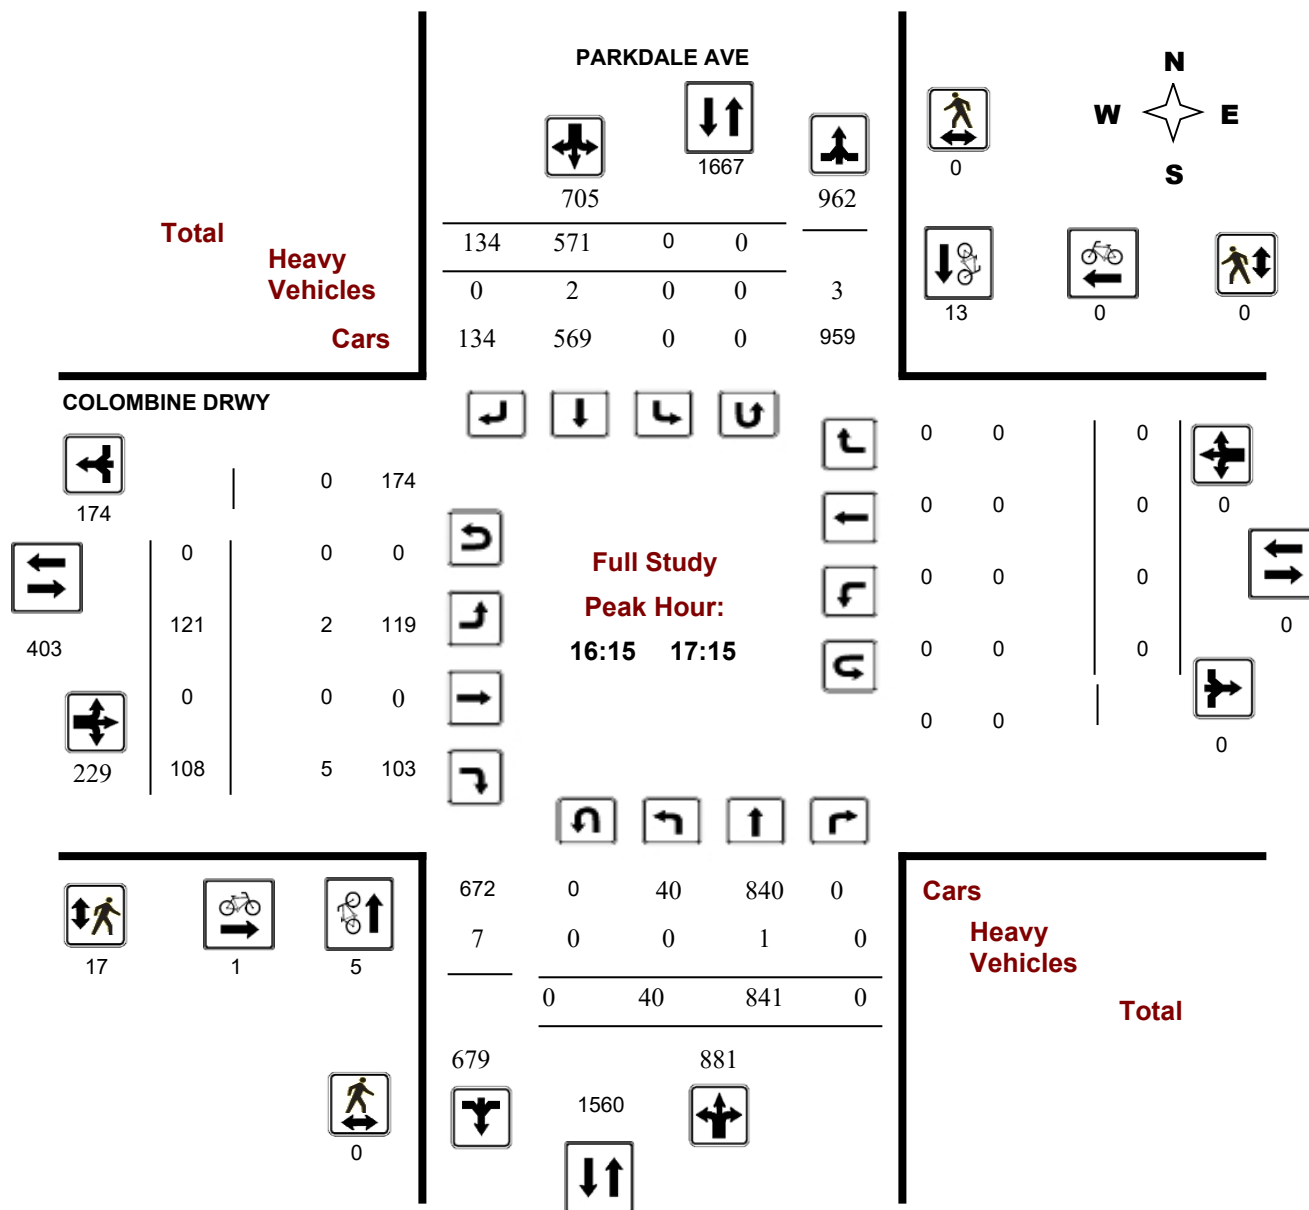 PARKDALE AVE
N
W E
S
1667
0
705 962
Total 134 571 0 0
Heavy
Vehicles 0 2 0 0 3
13 0 0
Cars 134 569 0 0 959
COLOMBINE DRWY
0 0 0
0 174
174
0 0 0
0 0 0
0
Full Study
0 0 0
Peak Hour:
121 2 119
0
403
16:15 17:15
0 0 0
0 0 0
0 0
0
229
108 5 103
672 0 40 840 0
Cars
7 0 0 1 0
Heavy
Vehicles
17 1 5
0 40 841 0
Total
679 881
1560
0